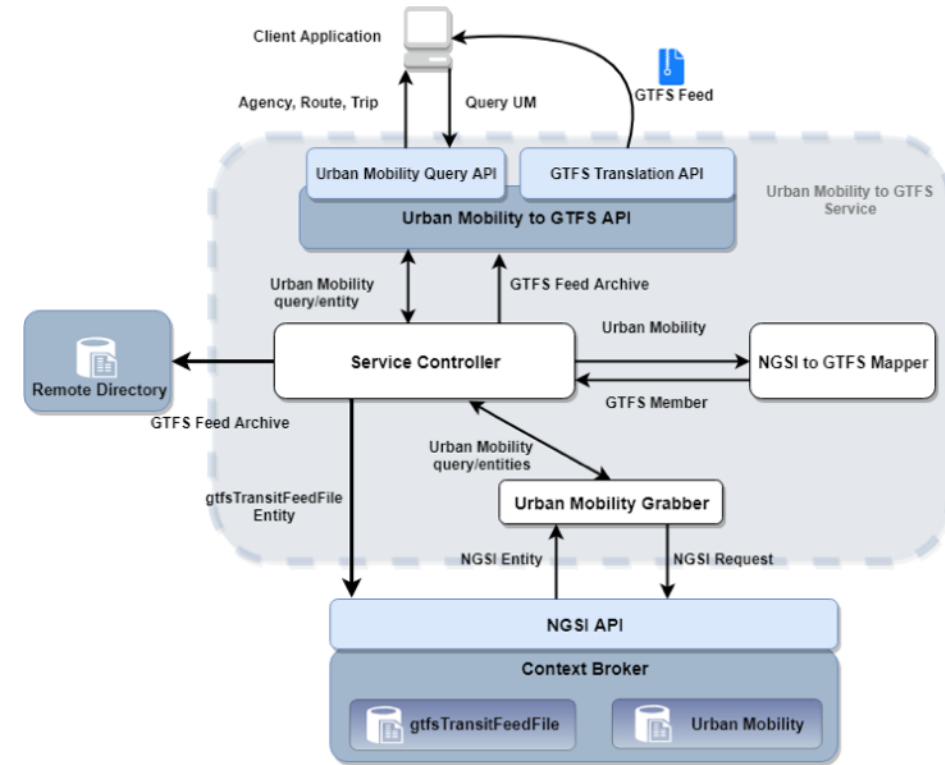 Client Application
GTFS Feed
Agency, Route, Trip
Query UM
Urban Mobility Query API
GTFS Translation API
Urban Mobility to GTFS
Service
Urban Mobility to GTFS API
Urban Mobility
query/entity
GTFS Feed Archive
Urban Mobility
Service Controller
NGSI to GTFS Mapper
Remote Directory
GTFS Member
GTFS Feed Archive
Urban Mobility
query/entities
gtfsTransitFeedFile
Entity
Urban Mobility Grabber
NGSI Entity
NGSI Request
NGSI API
Context Broker
gtfsTransitFeedFile
Urban Mobility